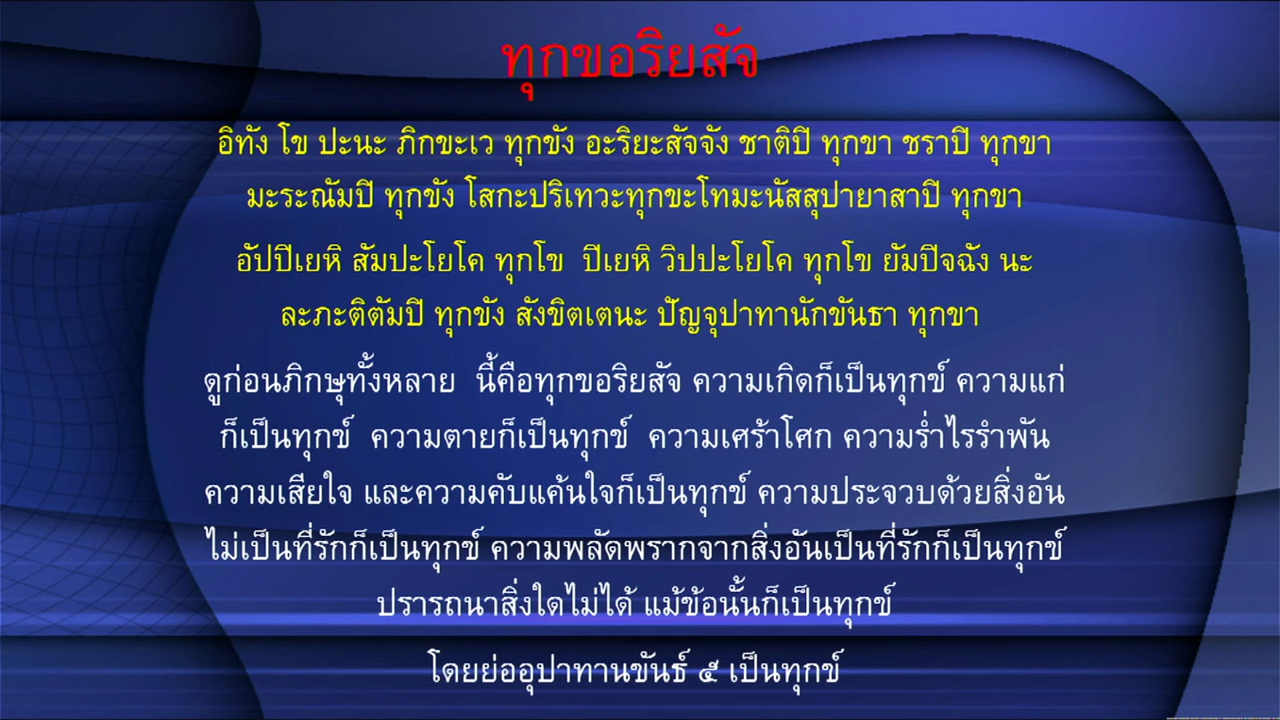 ทุกขอริยสัจ
อิทัง โข ปะนะ ภิกขะเว ทุกขัง อะริยะสัจจัง ชาติปี ทุกขา ชราปี ทุกขา
มะระณัมปี ทุกขัง โสกะปริเทวะทุกขะโทมะนัสสุปายาสาปี ทุกขา
อัปปีเยหิ สัมปะโยโค ทุกโข ปีเยหิ วิปปะโยโค ทุกโข ยัมปีจฉัง นะ
ละภะติตัมปี ทุกขัง สังขิตเตนะ ปัญจุปาทานักขันธา ทุกขา
ดูก่อนภิกษุทั้งหลาย นี้คือทุกขอริยสัจ ความเกิดก็เป็นทุกข์ ความแก่
ก็เป็นทุกข์ ความตายก็เป็นทุกข์ ความเศร้าโศก ความร่ำไรรำพัน
ความเสียใจ และความคับแค้นใจก็เป็นทุกข์ ความประจวบด้วยสิ่งอัน
ไม่เป็นที่รักก็เป็นทุกข์ ความพลัดพรากจากสิ่งอันเป็นที่รักก็เป็นทุกข์
ปรารถนาสิ่งใดไม่ได้ แม้ข้อนั้นก็เป็นทุกข์
โดยย่ออุปาทานขันธ์ ๕ เป็นทุกข์